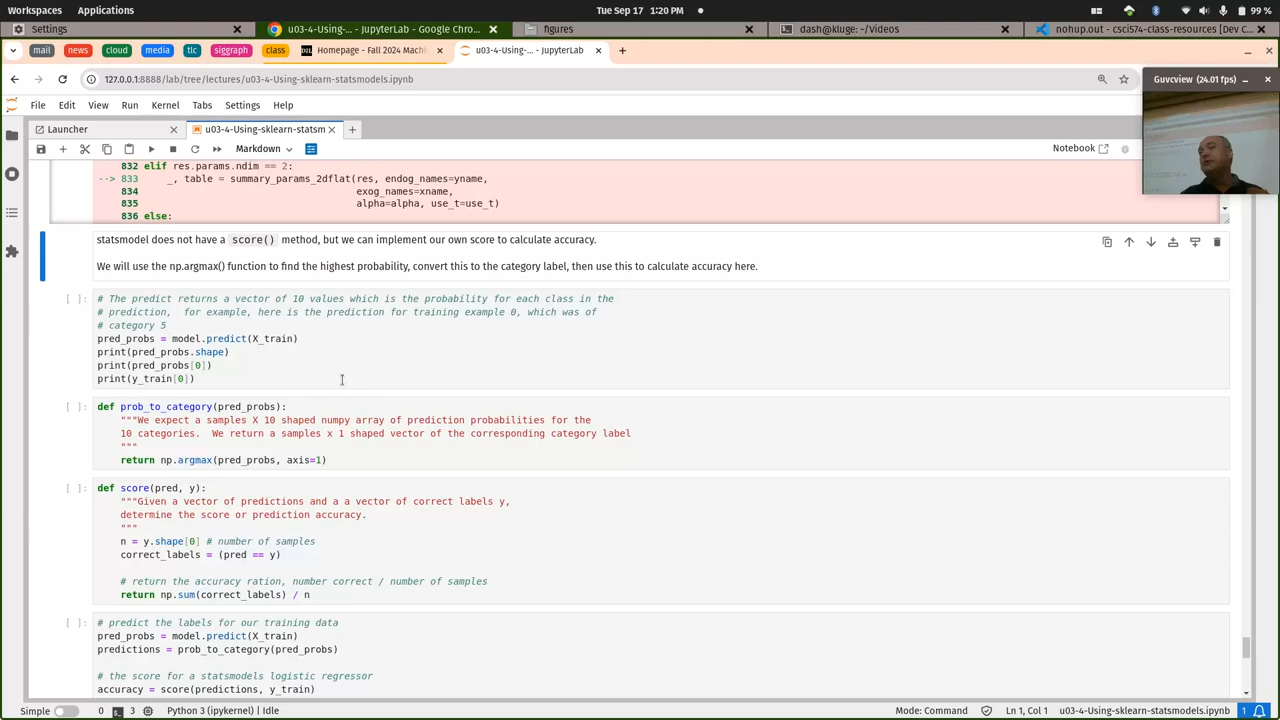 Workspaces Applications Tue Sep 17 1:20 PM 99 %
Settings u03-4-Using-... - JupyterLab - Google Chro... figures dash@kluge: ~/Videos nohup.out - csci574-class-resources [Dev C...
mail news cloud media tlc siggraph class Homepage - Fall 2024 Machi u03-4-Using-... - JupyterLab
127.0.0.1:8888/lab/tree/lectures/u03-4-Using-sklearn-statsmodels.ipynb
Guvcview (24.01 fps)
File Edit View Run Kernel Tabs Settings Help
Launcher u03-4-Using-sklearn-statsm
Markdown Notebook
832 elif res.params.ndim == 2:
--> 833 _, table = summary_params_2dflat(res, endog_names=yname,
834 exog_names=xname,
835 alpha=alpha, use_t=use_t)
836 else:
statsmodel does not have a score() method, but we can implement our own score to calculate accuracy.
We will use the np.argmax() function to find the highest probability, convert this to the category label, then use this to calculate accuracy here.
[ ]: # The predict returns a vector of 10 values which is the probability for each class in the
# prediction, for example, here is the prediction for training example 0, which was of
# category 5
pred_probs = model.predict(X_train)
print(pred_probs.shape)
print(pred_probs[0])
print(y_train[0])
[ ]: def prob_to_category(pred_probs):
"""We expect a samples X 10 shaped numpy array of prediction probabilities for the
10 categories. We return a samples x 1 shaped vector of the corresponding category label
"""
return np.argmax(pred_probs, axis=1)
[ ]: def score(pred, y):
"""Given a vector of predictions and a a vector of correct labels y,
determine the score or prediction accuracy.
"""
n = y.shape[0] # number of samples
correct_labels = (pred == y)
# return the accuracy ration, number correct / number of samples
return np.sum(correct_labels) / n
[ ]: # predict the labels for our training data
pred_probs = model.predict(X_train)
predictions = prob_to_category(pred_probs)
# the score for a statsmodels logistic regressor
accuracy = score(predictions, y_train)
Simple 0 3 Python 3 (ipykernel) | Idle Mode: Command Ln 1, Col 1 u03-4-Using-sklearn-statsmodels.ipynb 1